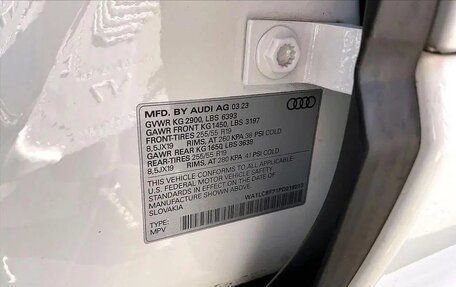 MFD. BY AUDI AG 03 23
GVWR KG 2900, LBS 6393
GAWR FRONT KG1450, LBS 3197
FRONT-TIRES 255/55 R19
8,5JX19 RIMS, AT 260 KPA 38 PSI COLD
GAWR REAR KG1650 LBS 3638
REAR-TIRES 255/55 R19
8,5JX19 RIMS, AT 280 KPA 41 PSI COLD
THIS VEHICLE CONFORMS TO ALL APPLICABLE
U.S. FEDERAL MOTOR VEHICLE SAFETY
STANDARDS IN EFFECT ON THE DATE OF
MANUFACTURE SHOWN ABOVE
SLOVAKIA
TYPE:
MPV